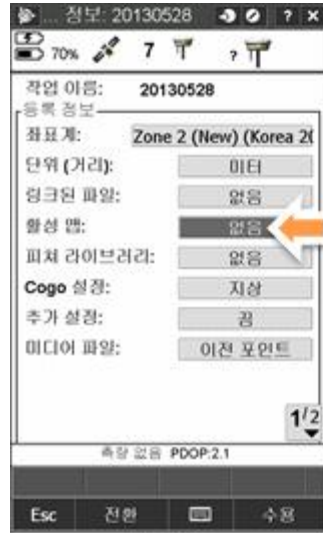 ... 정보: 20130528 ? X
70% 7 ?
작업 이름: 20130528
등록 정보
좌표계: Zone 2 (New) (Korea 20
단위 (거리): 미터
링크된 파일: 없음
활성 맵: 없음
피쳐 라이브러리: 없음
Cogo 설정: 지상
추가 설정: 끔
미디어 파일: 이전 포인트
1/2
측량 없음 PDOP:2.1
Esc 전환 수용